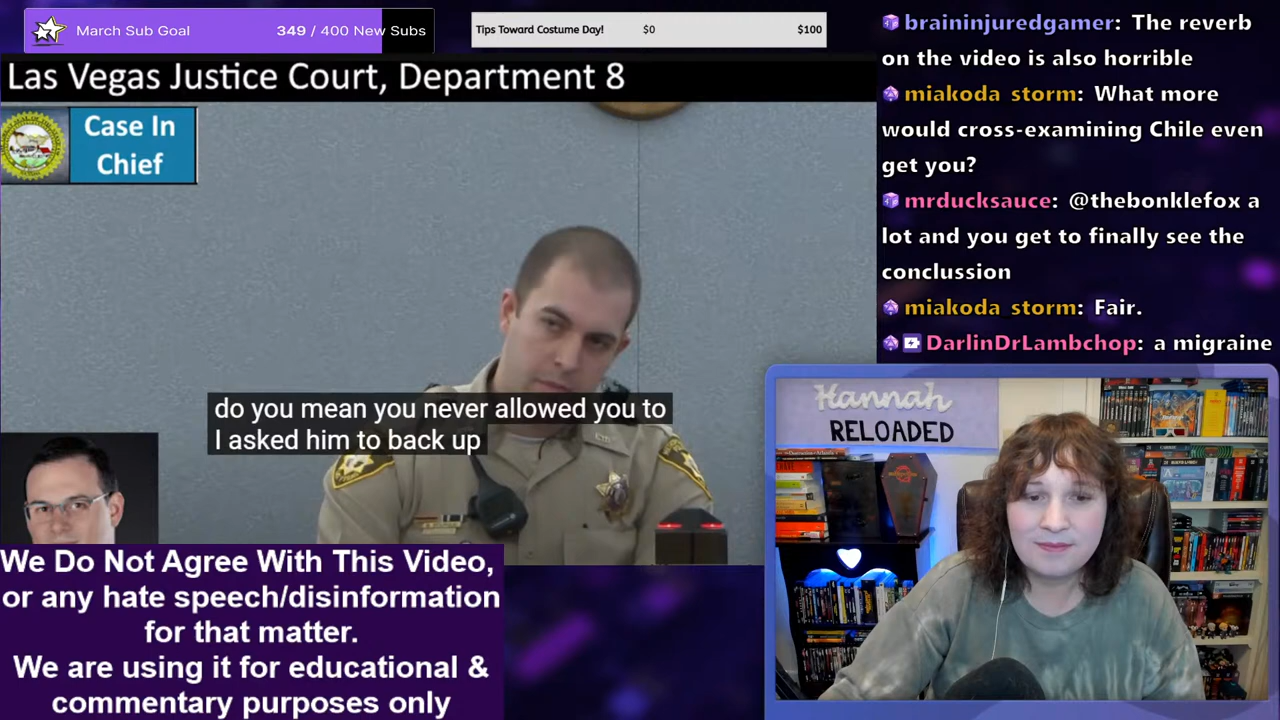 March Sub Goal
349 / 400 New Subs
Tips Toward Costume Day!
$0
$100
Las Vegas Justice Court, Department 8
Case In
Chief
do you mean you never allowed you to
I asked him to back up
We Do Not Agree With This Video,
or any hate speech/disinformation
for that matter.
We are using it for educational &
commentary purposes only
braininjuredgamer: The reverb
on the video is also horrible
miakoda_storm: What more
would cross-examining Chile even
get you?
mrducksauce: @thebonklefox a
lot and you get to finally see the
conclussion
miakoda_storm: Fair.
DarlinDrLambchop: a migraine
Hannah
RELOADED